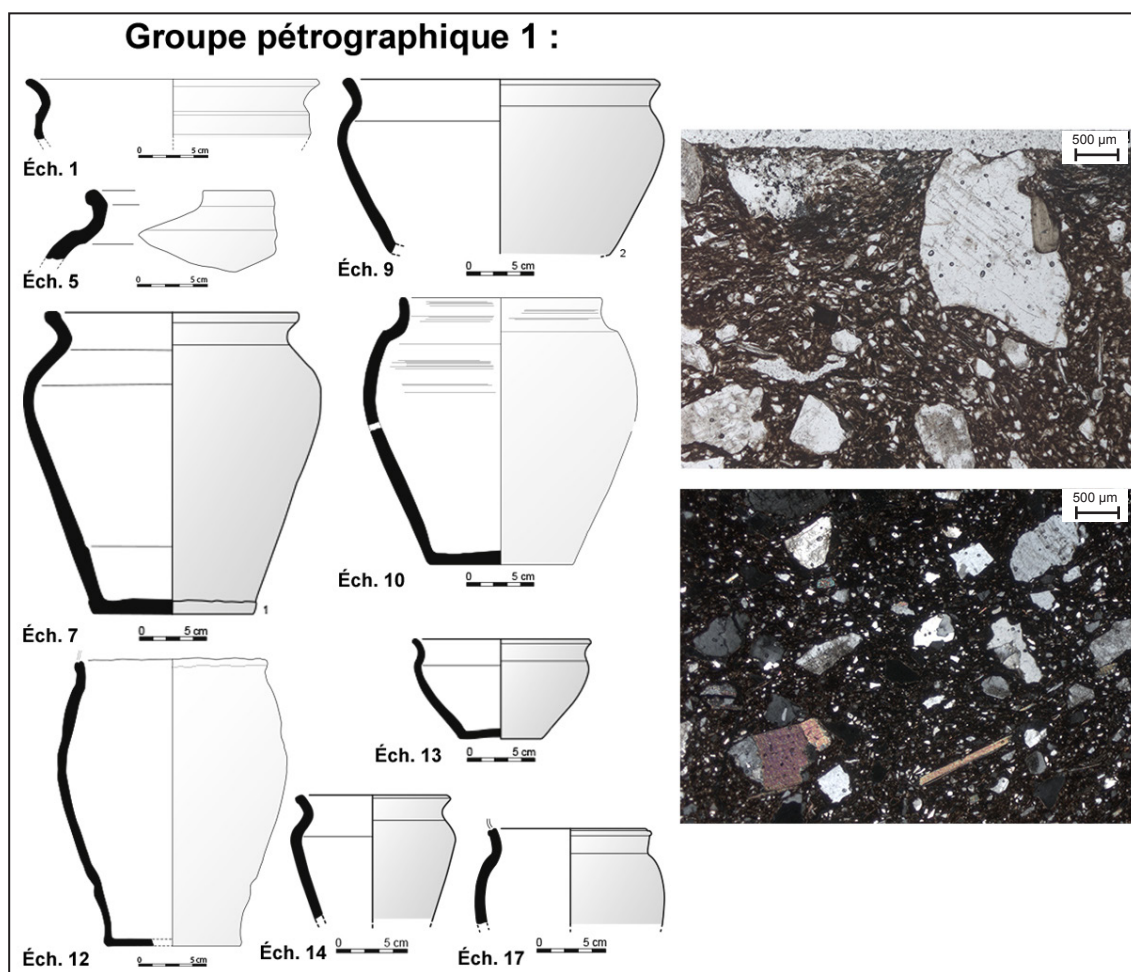 Groupe pétrographique 1 :
0 5 cm
Éch. 1
0 5 cm
Éch. 5
2
0 5 cm
Éch. 9
500 µm
1
0 5 cm
Éch. 7
0 5 cm
Éch. 10
500 µm
0 5 cm
Éch. 13
0 5 cm
Éch. 12
0 5 cm
Éch. 14
0 5 cm
Éch. 17